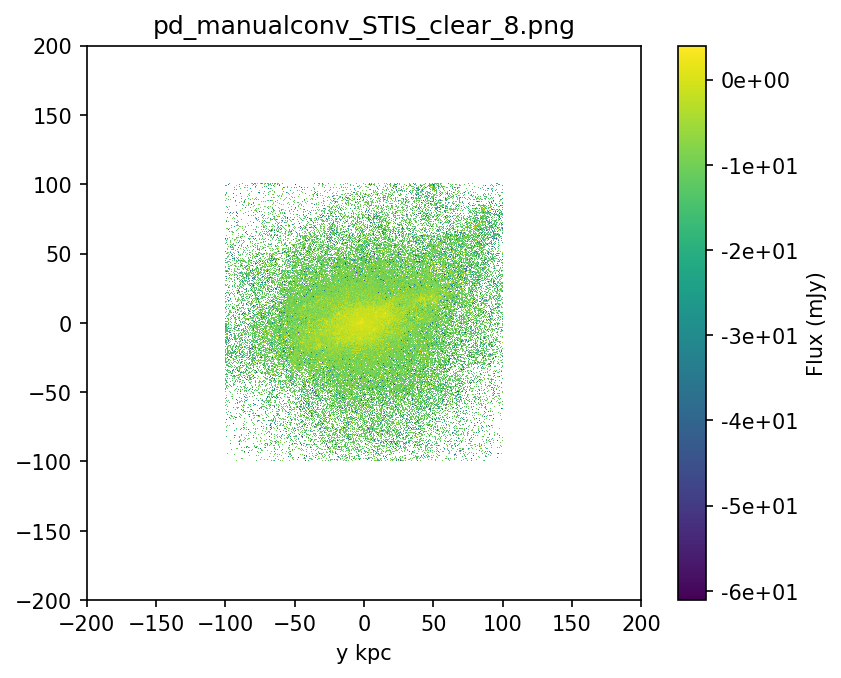 pd_manualconv_STIS_clear_8.png
200
150
100
50
0
−50
−100
−150
−200
−200 −150 −100 −50 0 50 100 150 200
y kpc
0e+00
-1e+01
-2e+01
-3e+01
-4e+01
-5e+01
-6e+01
Flux (mJy)